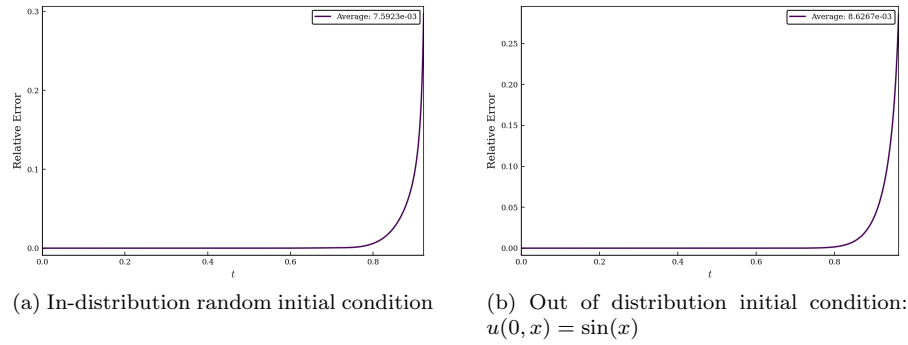 0.3
0.2
0.1
0.0
Relative Error
Average: 7.5923e-03
0.0 0.2 0.4 0.6 0.8
t
(a) In-distribution random initial condition
0.25
0.20
0.15
0.10
0.05
0.00
Relative Error
Average: 8.6267e-03
0.0 0.2 0.4 0.6 0.8
t
(b) Out of distribution initial condition:
u(0, x) = sin(x)